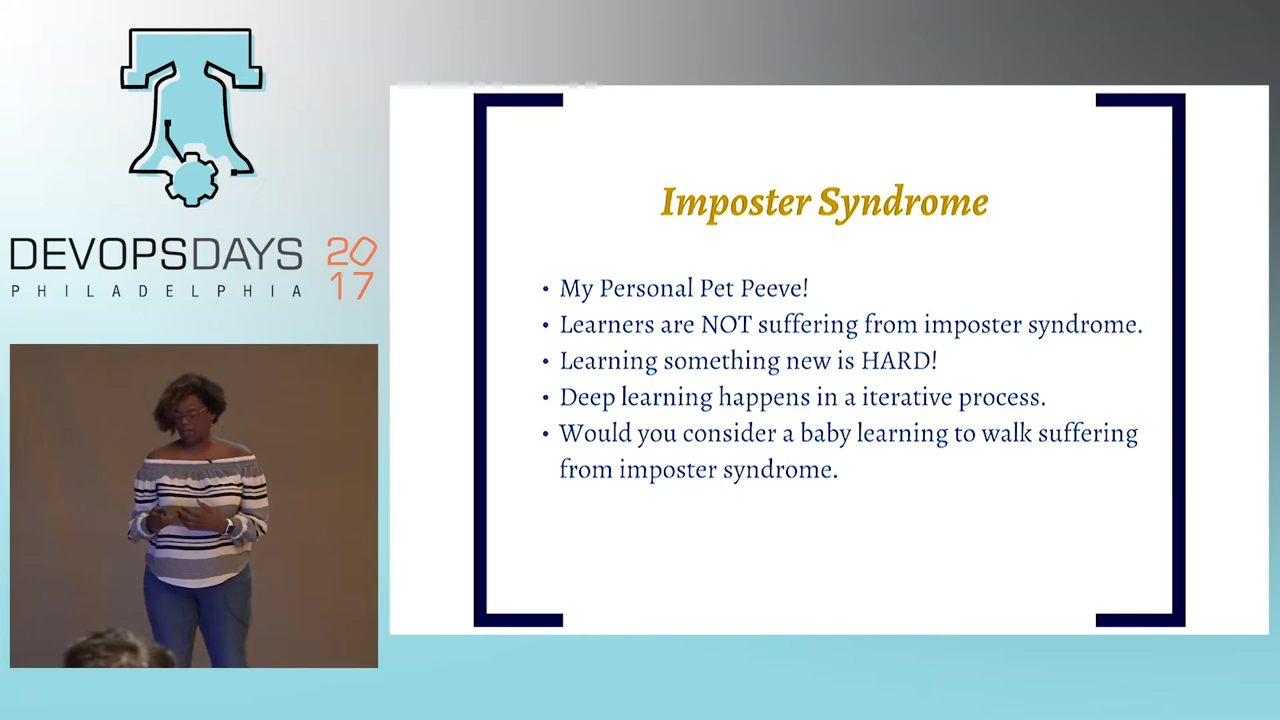 DEVOPSDAYS 20
PHILADELPHIA 17
Imposter Syndrome
• My Personal Pet Peeve!
• Learners are NOT suffering from imposter syndrome.
• Learning something new is HARD!
• Deep learning happens in a iterative process.
• Would you consider a baby learning to walk suffering
from imposter syndrome.